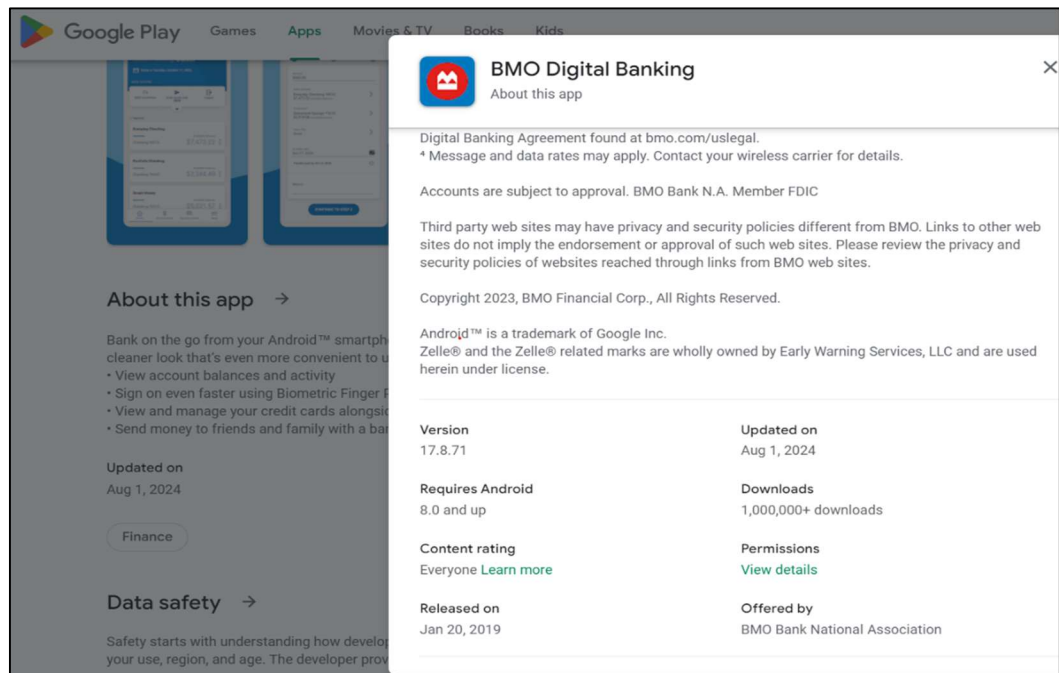 Google Play
Games
Apps
Movies & TV
Books
Kids
BMO Digital Banking
About this app
Digital Banking Agreement found at bmo.com/uslegal.
⁴ Message and data rates may apply. Contact your wireless carrier for details.
Accounts are subject to approval. BMO Bank N.A. Member FDIC
Third party web sites may have privacy and security policies different from BMO. Links to other web
sites do not imply the endorsement or approval of such web sites. Please review the privacy and
security policies of websites reached through links from BMO web sites.
Copyright 2023, BMO Financial Corp., All Rights Reserved.
Android™ is a trademark of Google Inc.
Zelle® and the Zelle® related marks are wholly owned by Early Warning Services, LLC and are used
herein under license.
Version
17.8.71
Updated on
Aug 1, 2024
Requires Android
8.0 and up
Downloads
1,000,000+ downloads
Content rating
Everyone Learn more
Permissions
View details
Released on
Jan 20, 2019
Offered by
BMO Bank National Association
About this app →
Bank on the go from your Android™ smartph
cleaner look that's even more convenient to u
• View account balances and activity
• Sign on even faster using Biometric Finger P
• View and manage your credit cards alongsid
• Send money to friends and family with a ban
Updated on
Aug 1, 2024
Finance
Data safety →
Safety starts with understanding how develop
your use, region, and age. The developer prov